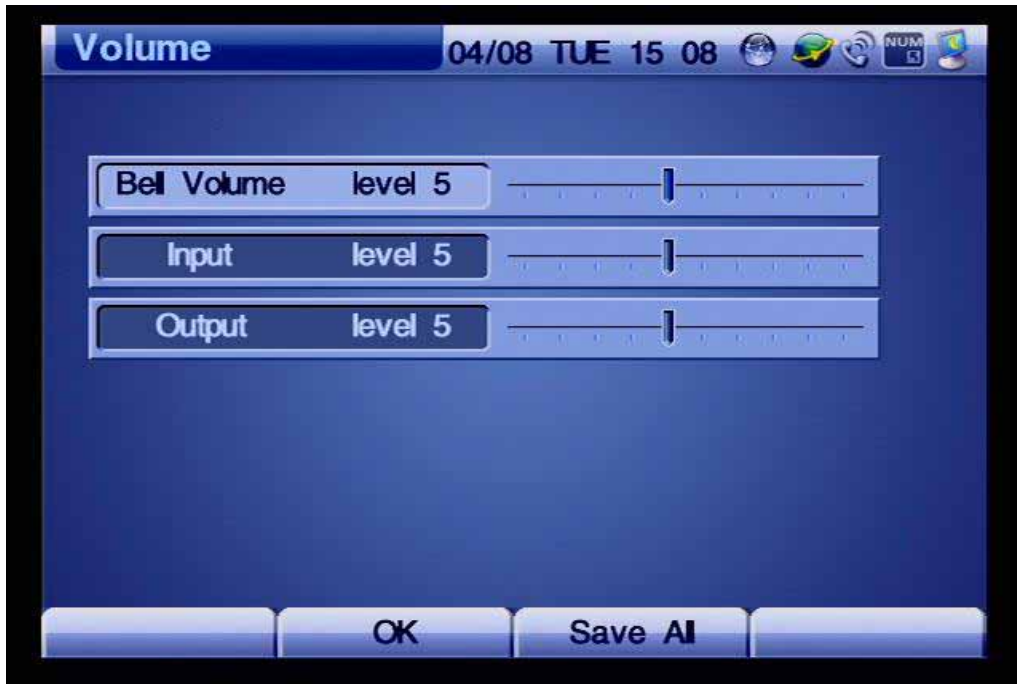 Volume 04/08 TUE 15 08 NUM
Bell Volume level 5
Input level 5
Output level 5
OK Save All